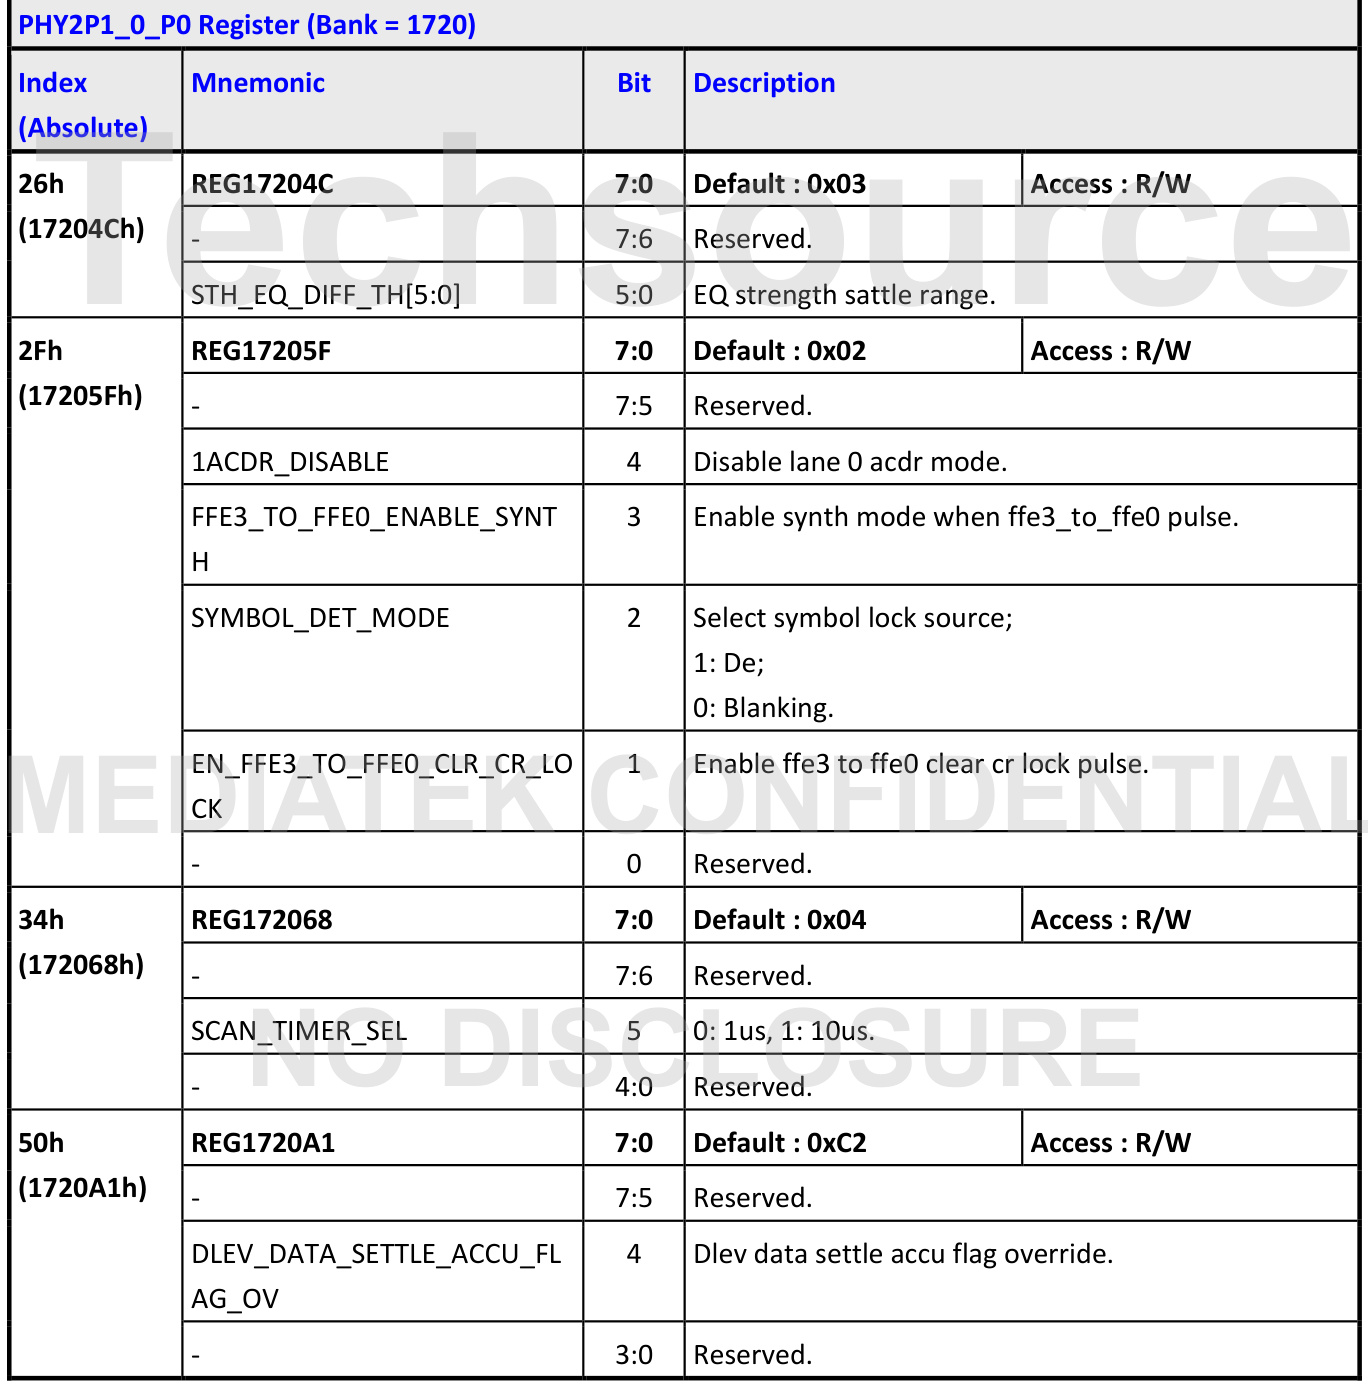 PHY2P1_0_P0 Register (Bank = 1720)
Index
(Absolute)
Mnemonic
Bit
Description
26h
(17204Ch)
REG17204C
7:0
Default : 0x03
Access : R/W
-
7:6
Reserved.
STH_EQ_DIFF_TH[5:0]
5:0
EQ strength sattle range.
2Fh
(17205Fh)
REG17205F
7:0
Default : 0x02
Access : R/W
-
7:5
Reserved.
1ACDR_DISABLE
4
Disable lane 0 acdr mode.
FFE3_TO_FFE0_ENABLE_SYNT
H
3
Enable synth mode when ffe3_to_ffe0 pulse.
SYMBOL_DET_MODE
2
Select symbol lock source;
1: De;
0: Blanking.
EN_FFE3_TO_FFE0_CLR_CR_LO
CK
1
Enable ffe3 to ffe0 clear cr lock pulse.
-
0
Reserved.
34h
(172068h)
REG172068
7:0
Default : 0x04
Access : R/W
-
7:6
Reserved.
SCAN_TIMER_SEL
5
0: 1us, 1: 10us.
-
4:0
Reserved.
50h
(1720A1h)
REG1720A1
7:0
Default : 0xC2
Access : R/W
-
7:5
Reserved.
DLEV_DATA_SETTLE_ACCU_FL
AG_OV
4
Dlev data settle accu flag override.
-
3:0
Reserved.
Techsource
MEDIATEK CONFIDENTIAL
NO DISCLOSURE